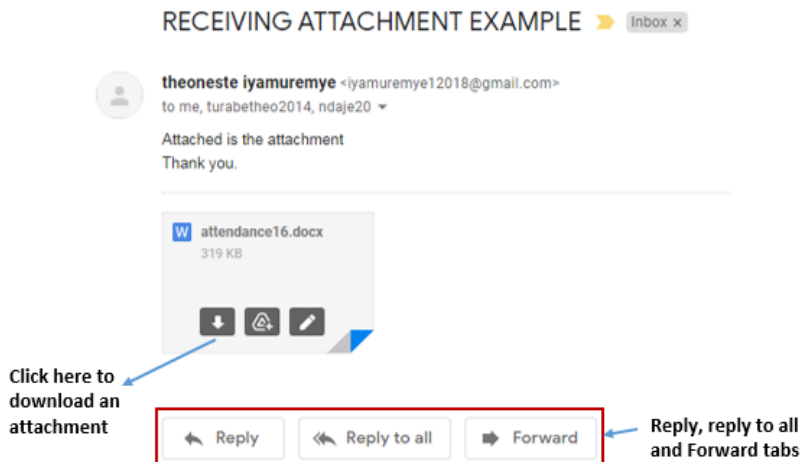 RECEIVING ATTACHMENT EXAMPLE Inbox x
theoneste iyamuremye <iyamuremye12018@gmail.com>
to me, turabetheo2014, ndaje20
Attached is the attachment
Thank you.
W attendance16.docx
319 KB
Click here to
download an
attachment
Reply Reply to all Forward
Reply, reply to all
and Forward tabs